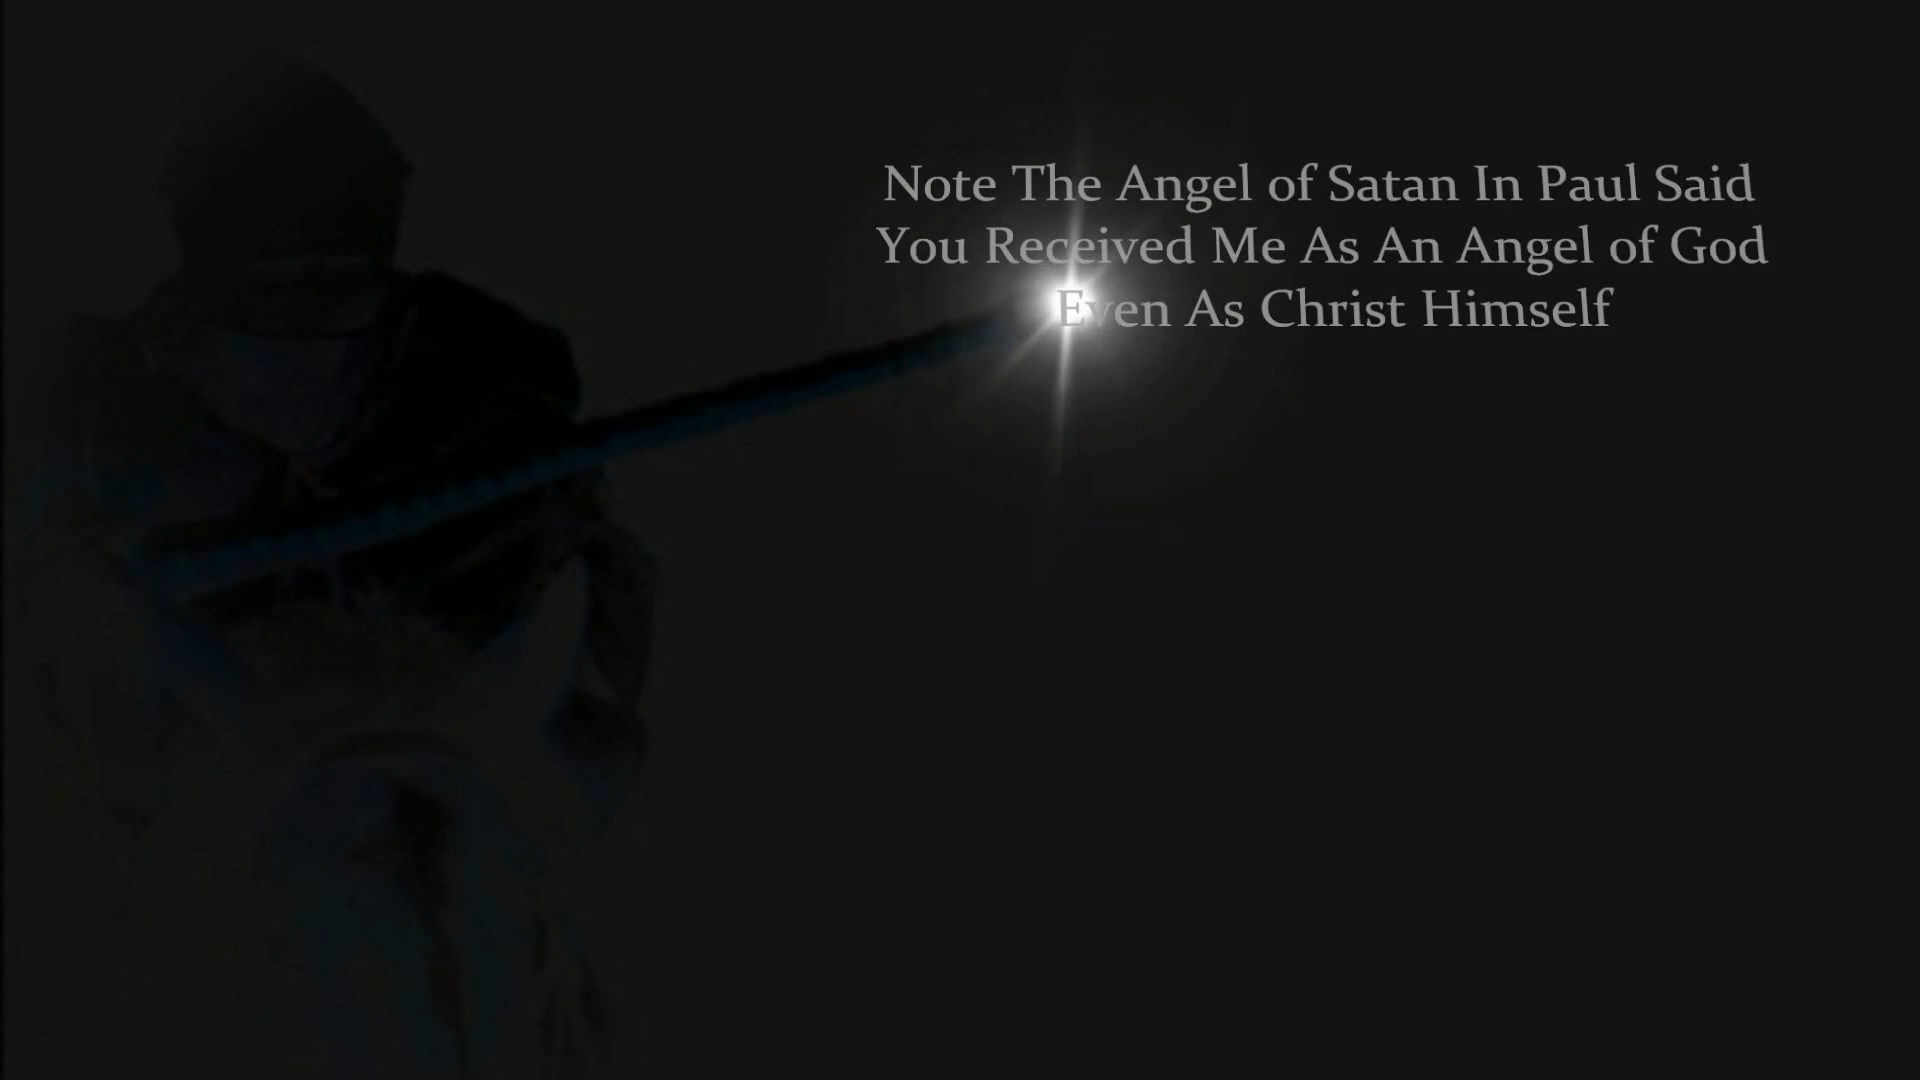 Note The Angel of Satan In Paul Said
You Received Me As An Angel of God
Even As Christ Himself